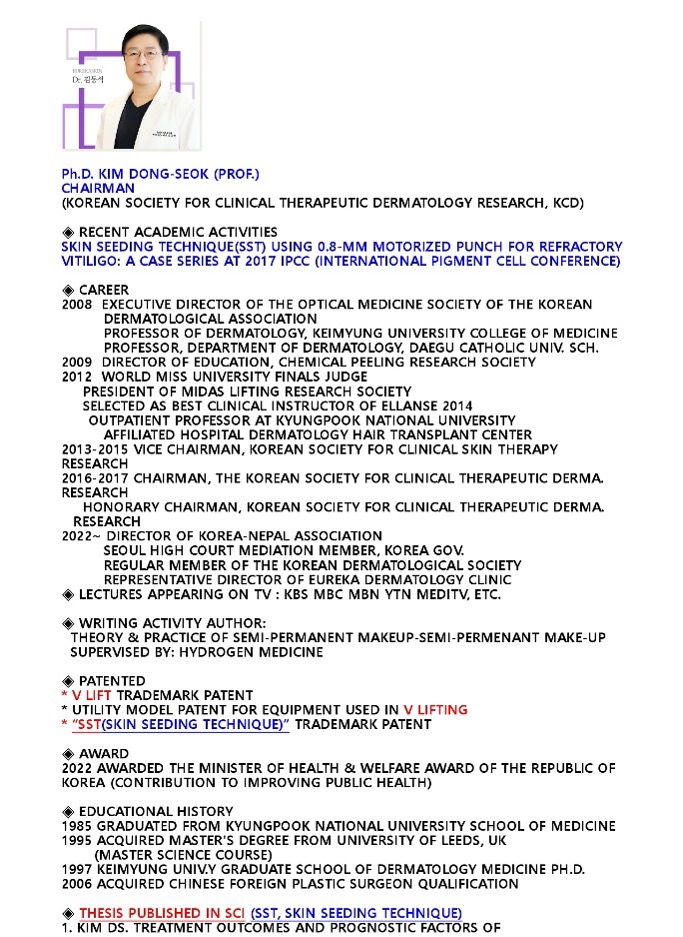 EUREKASKIN
Dr. 김동석
Ph.D. KIM DONG-SEOK (PROF.)
CHAIRMAN
(KOREAN SOCIETY FOR CLINICAL THERAPEUTIC DERMATOLOGY RESEARCH, KCD)
◈ RECENT ACADEMIC ACTIVITIES
SKIN SEEDING TECHNIQUE(SST) USING 0.8-MM MOTORIZED PUNCH FOR REFRACTORY
VITILIGO: A CASE SERIES AT 2017 IPCC (INTERNATIONAL PIGMENT CELL CONFERENCE)
◈ CAREER
2008 EXECUTIVE DIRECTOR OF THE OPTICAL MEDICINE SOCIETY OF THE KOREAN
DERMATOLOGICAL ASSOCIATION
PROFESSOR OF DERMATOLOGY, KEIMYUNG UNIVERSITY COLLEGE OF MEDICINE
PROFESSOR, DEPARTMENT OF DERMATOLOGY, DAEGU CATHOLIC UNIV. SCH.
2009 DIRECTOR OF EDUCATION, CHEMICAL PEELING RESEARCH SOCIETY
2012 WORLD MISS UNIVERSITY FINALS JUDGE
PRESIDENT OF MIDAS LIFTING RESEARCH SOCIETY
SELECTED AS BEST CLINICAL INSTRUCTOR OF ELLANSE 2014
OUTPATIENT PROFESSOR AT KYUNGPOOK NATIONAL UNIVERSITY
AFFILIATED HOSPITAL DERMATOLOGY HAIR TRANSPLANT CENTER
2013-2015 VICE CHAIRMAN, KOREAN SOCIETY FOR CLINICAL SKIN THERAPY
RESEARCH
2016-2017 CHAIRMAN, THE KOREAN SOCIETY FOR CLINICAL THERAPEUTIC DERMA.
RESEARCH
HONORARY CHAIRMAN, KOREAN SOCIETY FOR CLINICAL THERAPEUTIC DERMA.
RESEARCH
2022~ DIRECTOR OF KOREA-NEPAL ASSOCIATION
SEOUL HIGH COURT MEDIATION MEMBER, KOREA GOV.
REGULAR MEMBER OF THE KOREAN DERMATOLOGICAL SOCIETY
REPRESENTATIVE DIRECTOR OF EUREKA DERMATOLOGY CLINIC
◈ LECTURES APPEARING ON TV : KBS MBC MBN YTN MEDITV, ETC.
◈ WRITING ACTIVITY AUTHOR:
THEORY & PRACTICE OF SEMI-PERMANENT MAKEUP-SEMI-PERMENANT MAKE-UP
SUPERVISED BY: HYDROGEN MEDICINE
◈ PATENTED
* V LIFT TRADEMARK PATENT
* UTILITY MODEL PATENT FOR EQUIPMENT USED IN V LIFTING
* “SST(SKIN SEEDING TECHNIQUE)” TRADEMARK PATENT
◈ AWARD
2022 AWARDED THE MINISTER OF HEALTH & WELFARE AWARD OF THE REPUBLIC OF
KOREA (CONTRIBUTION TO IMPROVING PUBLIC HEALTH)
◈ EDUCATIONAL HISTORY
1985 GRADUATED FROM KYUNGPOOK NATIONAL UNIVERSITY SCHOOL OF MEDICINE
1995 ACQUIRED MASTER'S DEGREE FROM UNIVERSITY OF LEEDS, UK
(MASTER SCIENCE COURSE)
1997 KEIMYUNG UNIV.Y GRADUATE SCHOOL OF DERMATOLOGY MEDICINE PH.D.
2006 ACQUIRED CHINESE FOREIGN PLASTIC SURGEON QUALIFICATION
◈ THESIS PUBLISHED IN SCI (SST, SKIN SEEDING TECHNIQUE)
1. KIM DS. TREATMENT OUTCOMES AND PROGNOSTIC FACTORS OF